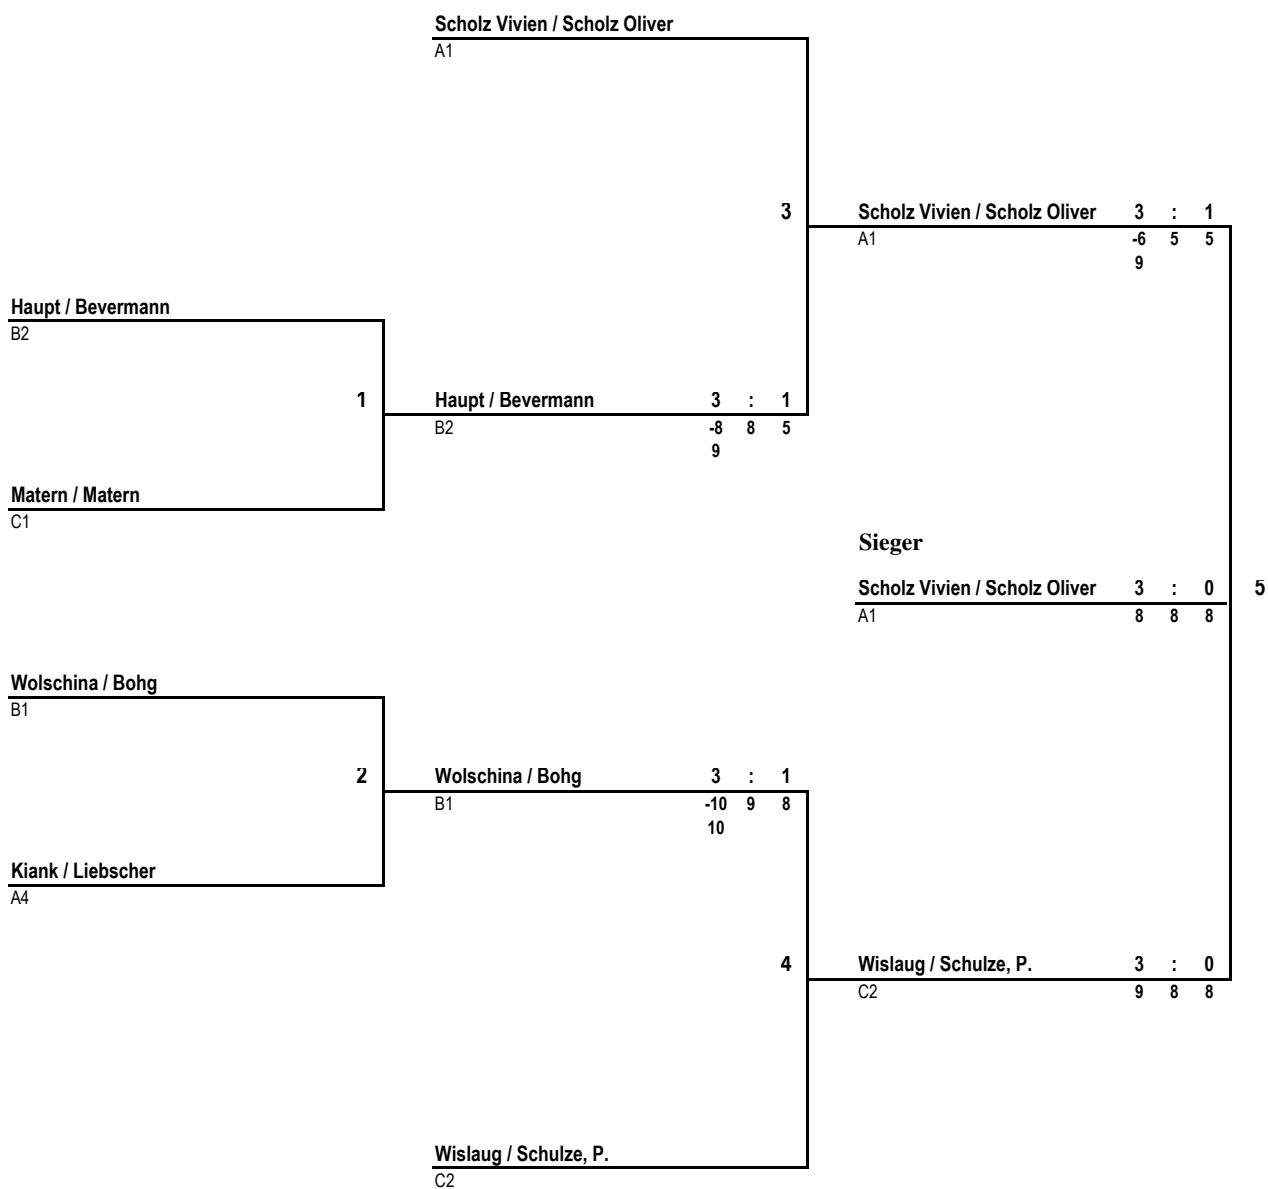 Scholz Vivien / Scholz Oliver
A1
3 Scholz Vivien / Scholz Oliver 3 : 1
A1 -6 5 5
9
Haupt / Bevermann
B2
1 Haupt / Bevermann 3 : 1
B2 -8 8 5
9
Matern / Matern
C1
Sieger
Scholz Vivien / Scholz Oliver 3 : 0 5
A1 8 8 8
Wolschina / Bohg
B1
2 Wolschina / Bohg 3 : 1
B1 -10 9 8
10
Kiank / Liebscher
A4
4 Wislaug / Schulze, P. 3 : 0
C2 9 8 8
Wislaug / Schulze, P.
C2